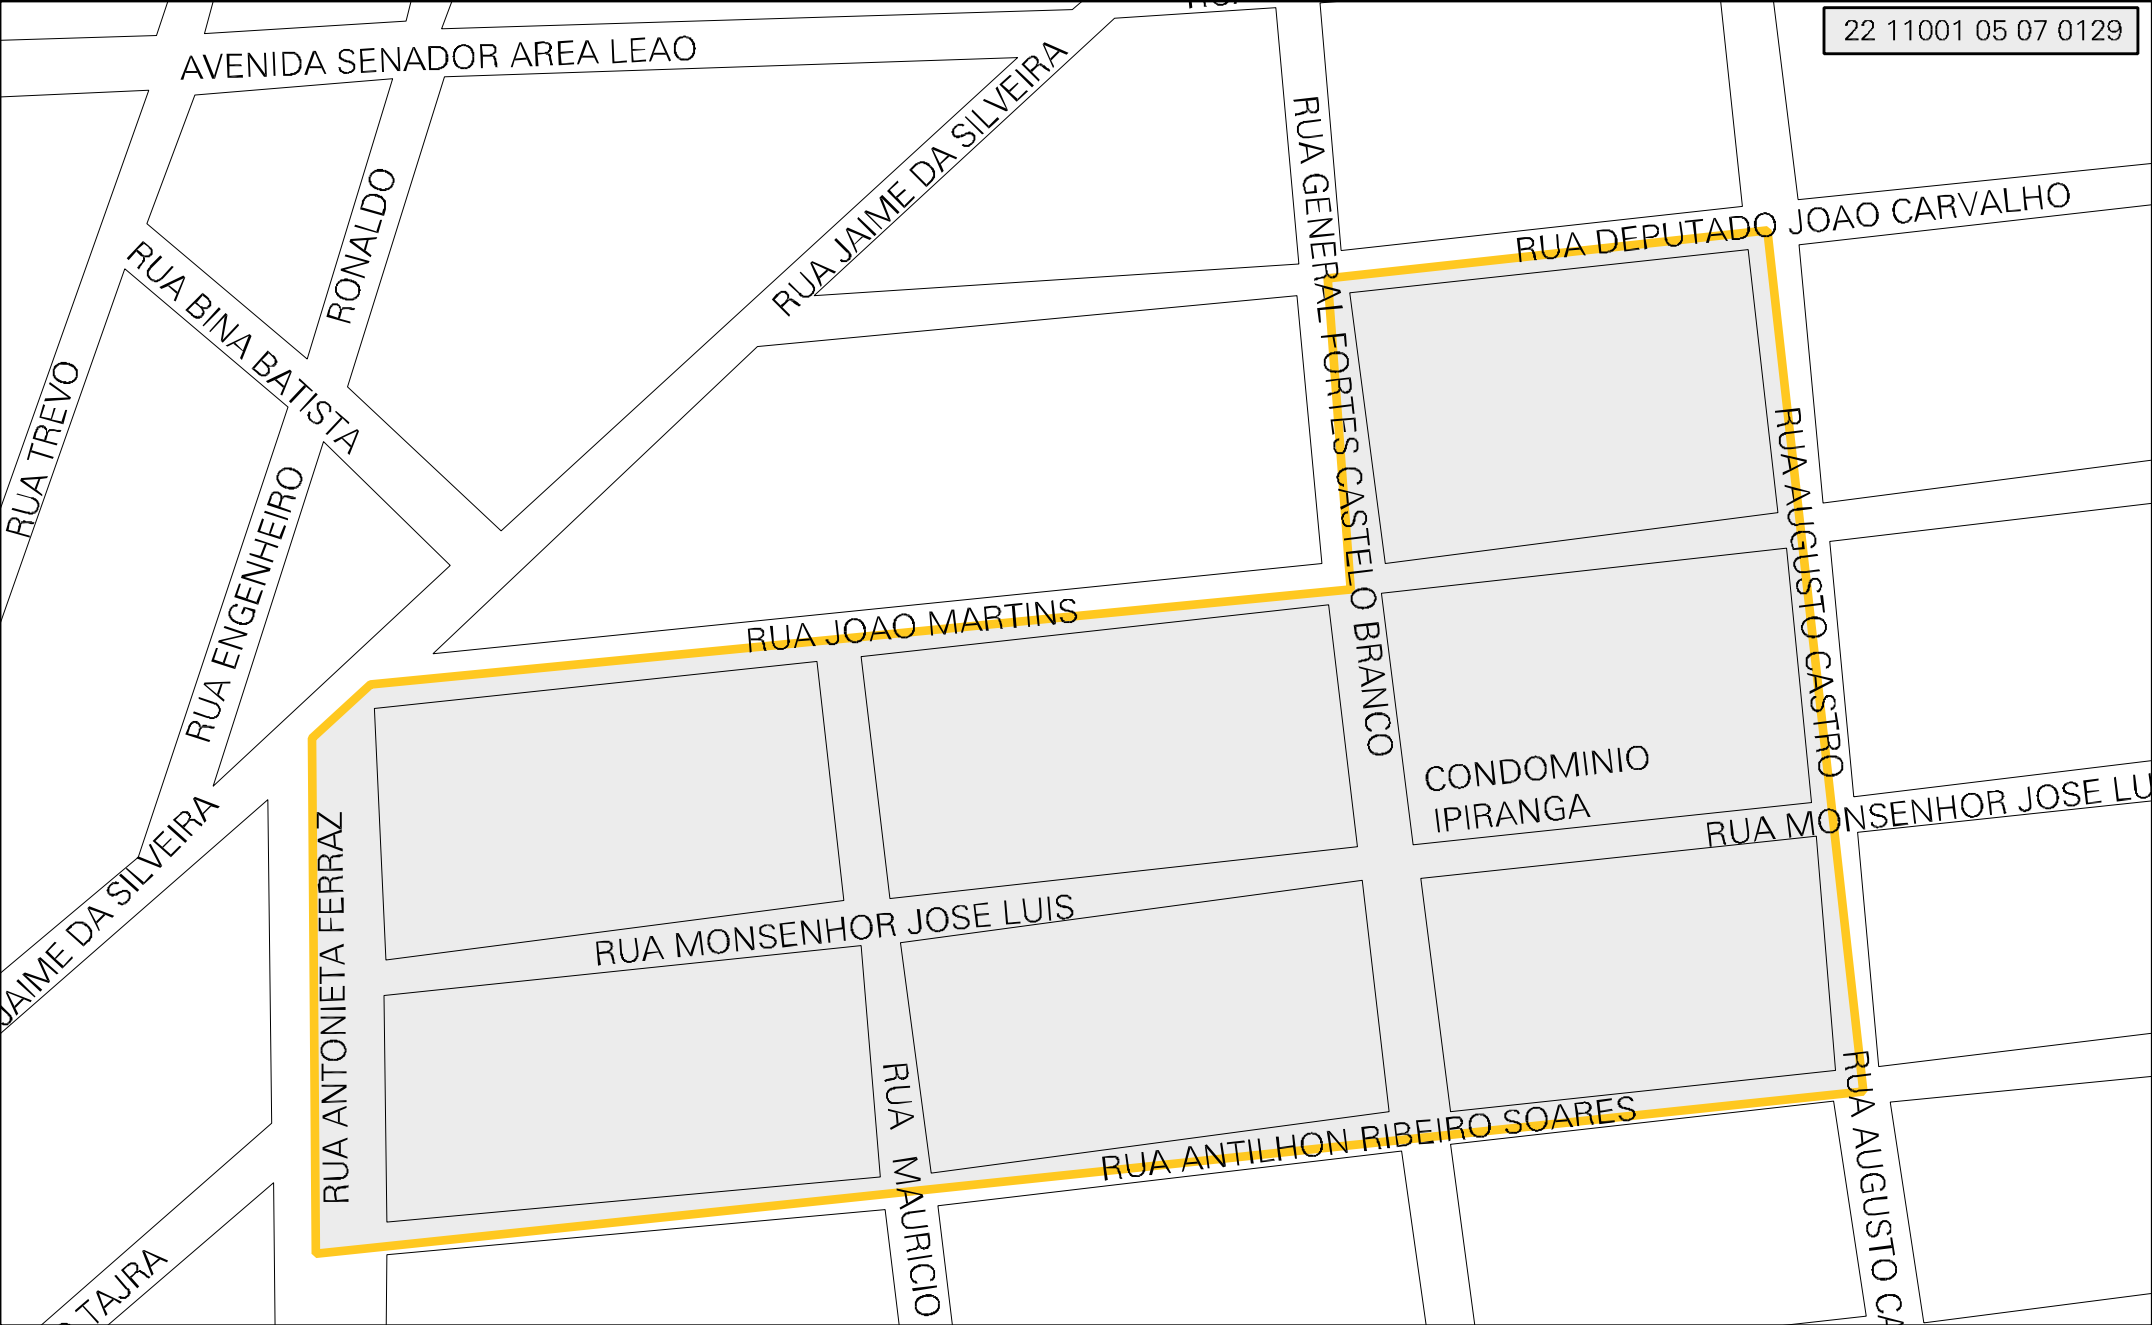 22 11001 05 07 0129
AVENIDA SENADOR AREA LEAO
RUA JAIME DA SILVEIRA
RUA GENERAL FORTES CASTELO BRANCO
RUA DEPUTADO JOAO CARVALHO
RONALDO
RUA BINA BATISTA
RUA TREVO
RUA ENGENHEIRO
RUA AUGUSTO CASTRO
RUA JOAO MARTINS
CONDOMINIO
IPIRANGA
RUA MONSENHOR JOSE LU
JAIME DA SILVEIRA
RUA ANTONIETA FERRAZ
RUA MONSENHOR JOSE LUIS
RUA MAURICIO
RUA ANTILHON RIBEIRO SOARES
RUA AUGUSTO CA
TAJRA